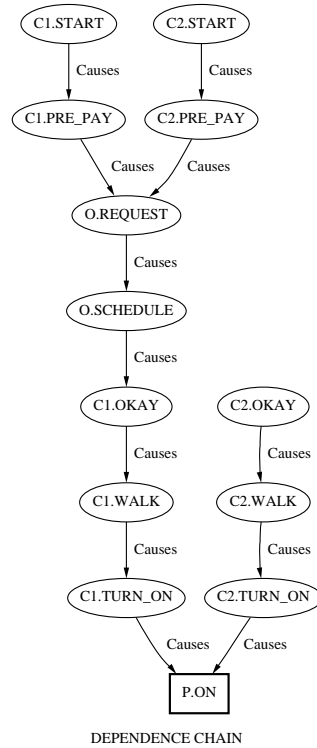 C1.START C2.START
Causes Causes
C1.PRE_PAY C2.PRE_PAY
Causes Causes
O.REQUEST
Causes
O.SCHEDULE
Causes
C1.OKAY C2.OKAY
Causes Causes
C1.WALK C2.WALK
Causes Causes
C1.TURN_ON C2.TURN_ON
Causes Causes
P.ON
DEPENDENCE CHAIN